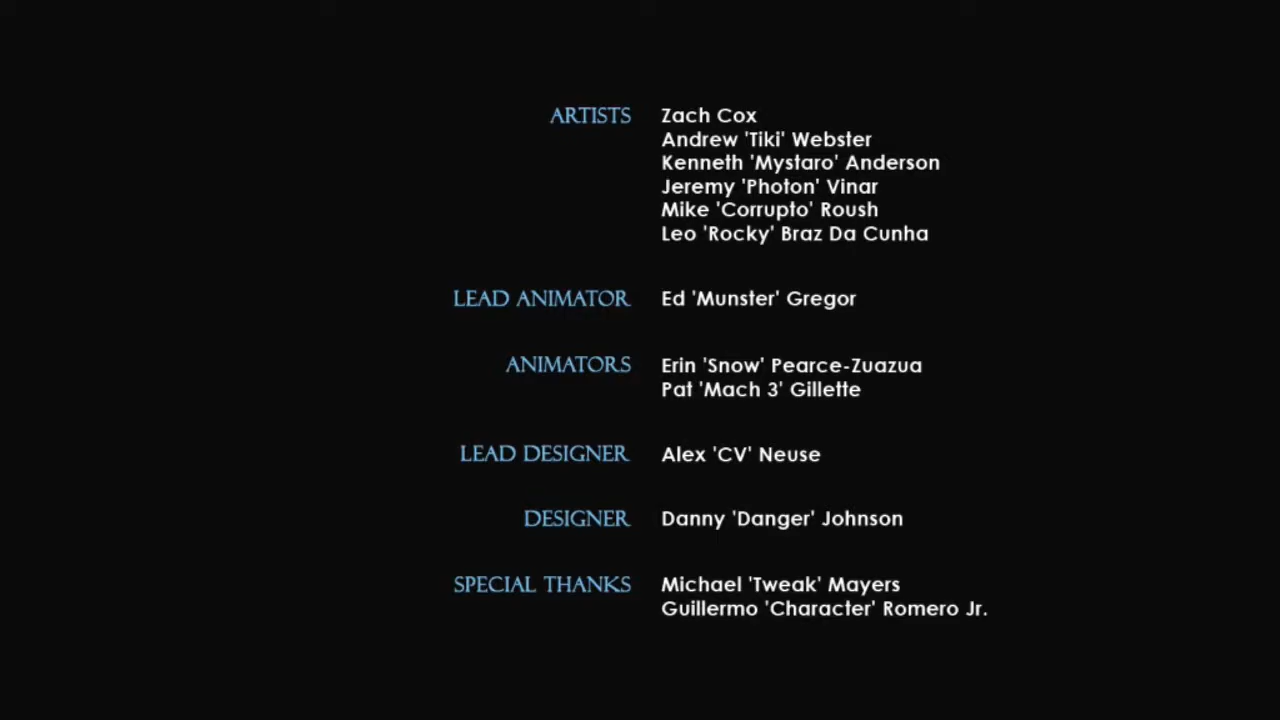 ARTISTS Zach Cox
Andrew 'Tiki' Webster
Kenneth 'Mystaro' Anderson
Jeremy 'Photon' Vinar
Mike 'Corrupto' Roush
Leo 'Rocky' Braz Da Cunha
LEAD ANIMATOR Ed 'Munster' Gregor
ANIMATORS Erin 'Snow' Pearce-Zuazua
Pat 'Mach 3' Gillette
LEAD DESIGNER Alex 'CV' Neuse
DESIGNER Danny 'Danger' Johnson
SPECIAL THANKS Michael 'Tweak' Mayers
Guillermo 'Character' Romero Jr.